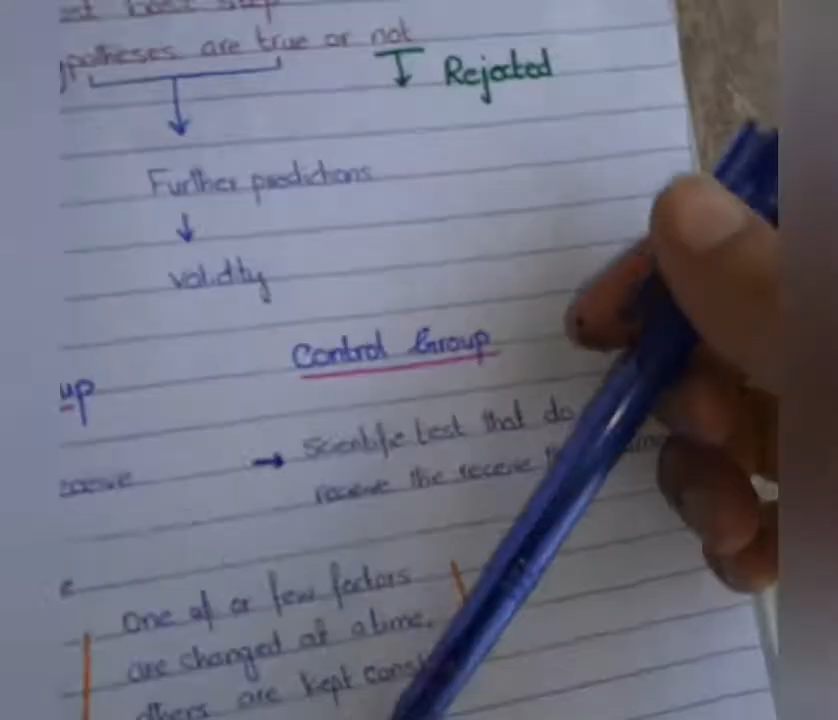 hypotheses are true or not
Rejected
Further predictions
validity
Control Group
up
→ Scientific test that do
receive the receive
e
One of or few factors
are changed at a time.
others are kept const